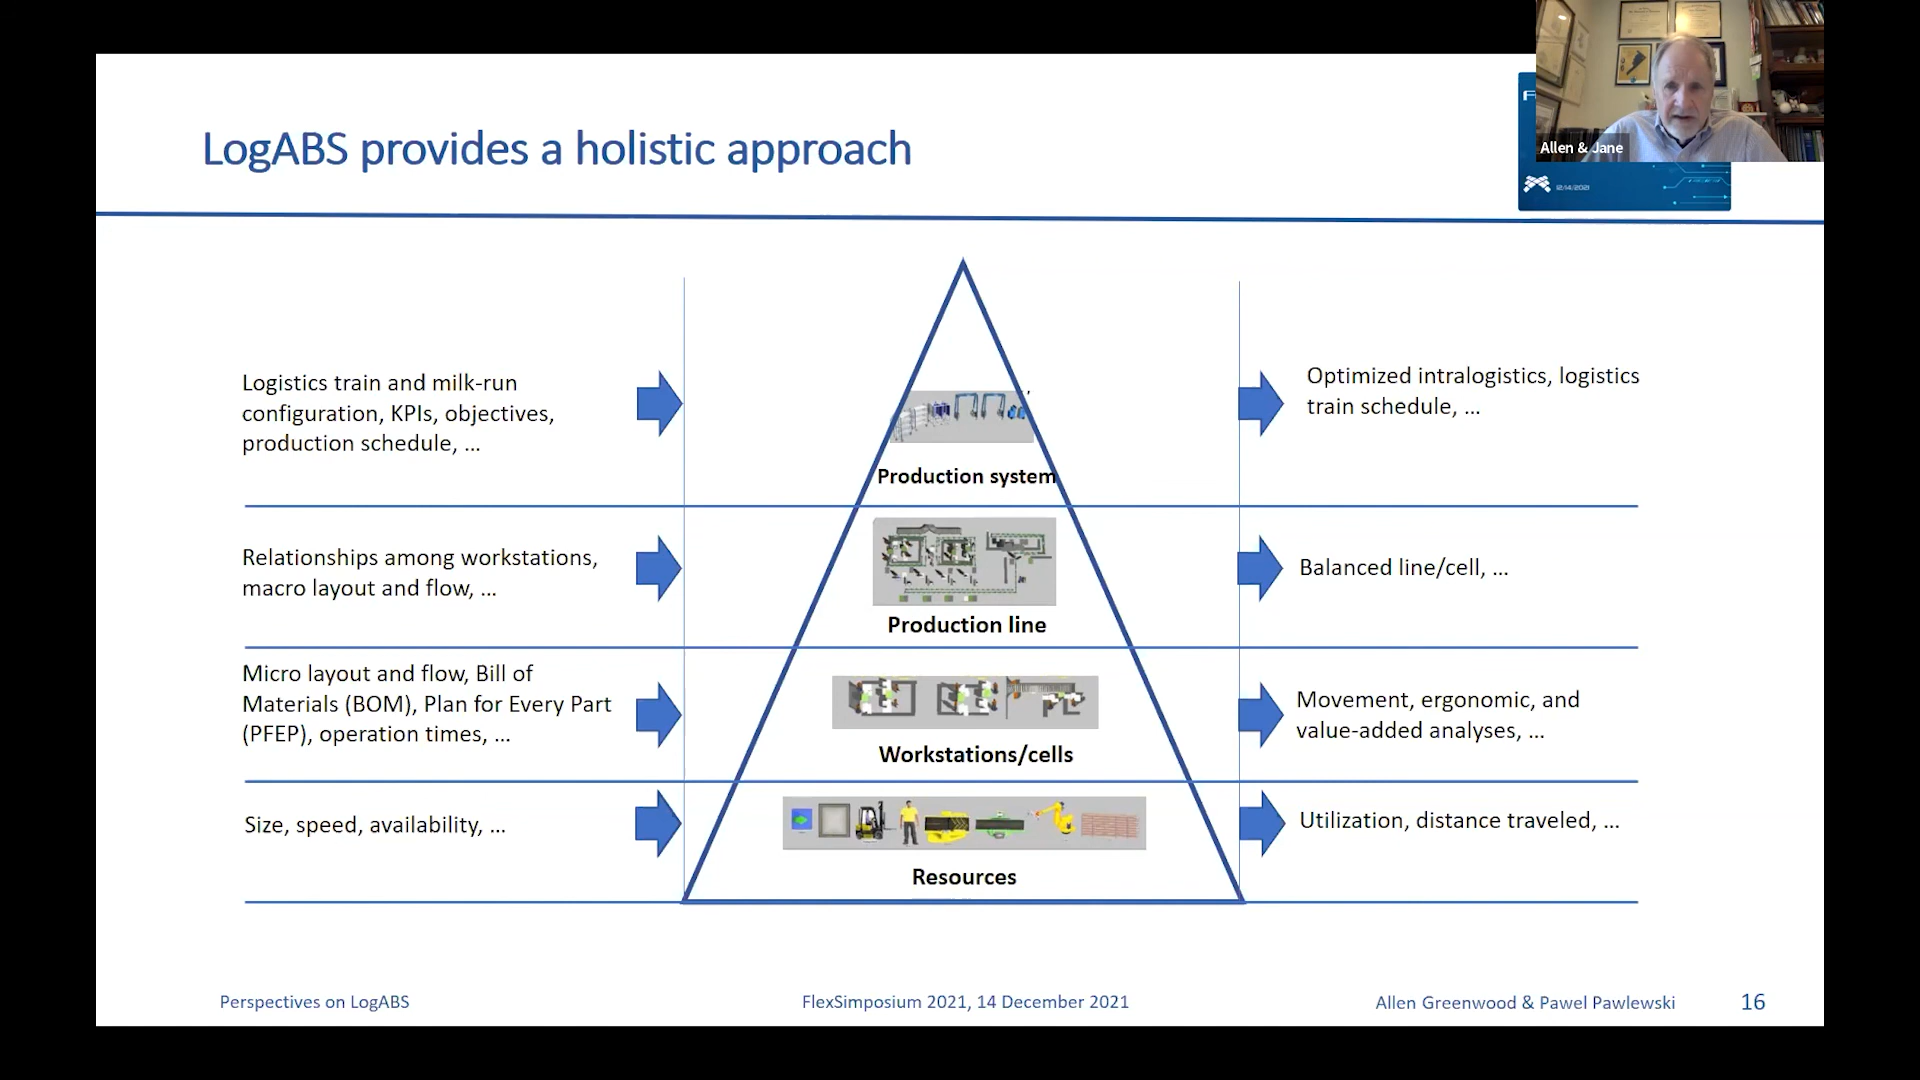 LogABS provides a holistic approach
Allen & Jane
12/14/2021
Logistics train and milk-run
configuration, KPIs, objectives,
production schedule, ...
Production system
Optimized intralogistics, logistics
train schedule, ...
Relationships among workstations,
macro layout and flow, ...
Production line
Balanced line/cell, ...
Micro layout and flow, Bill of
Materials (BOM), Plan for Every Part
(PFEP), operation times, ...
Workstations/cells
Movement, ergonomic, and
value-added analyses, ...
Size, speed, availability, ...
Resources
Utilization, distance traveled, ...
Perspectives on LogABS
FlexSimposium 2021, 14 December 2021
Allen Greenwood & Pawel Pawlewski
16